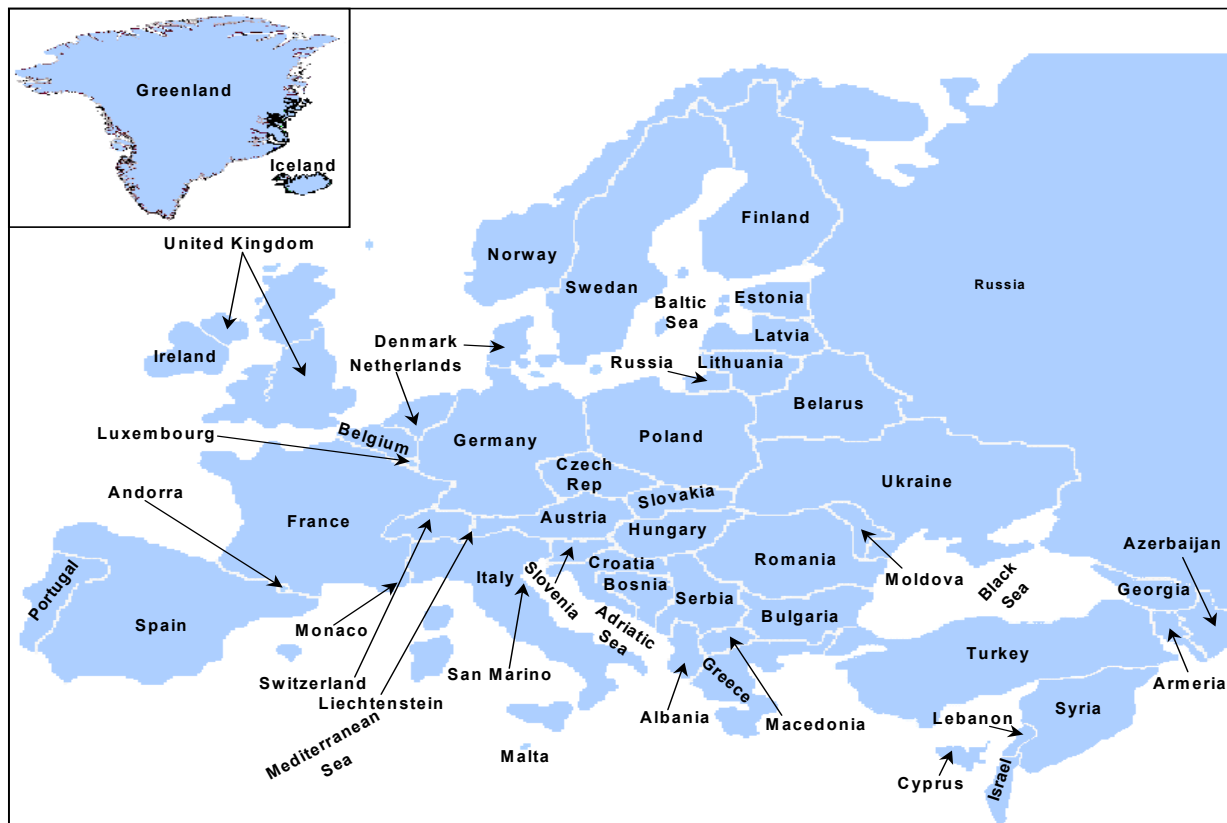 Greenland
Iceland
United Kingdom
Norway
Finland
Swedan
Baltic
Sea
Estonia
Russia
Ireland
Denmark
Netherlands
Latvia
Russia
Lithuania
Belarus
Luxembourg
Belgium
Germany
Poland
Czech
Rep
Slovakia
Ukraine
Andorra
France
Austria
Hungary
Romania
Moldova
Black
Sea
Azerbaijan
Georgia
Portugal
Spain
Monaco
Italy
Slovenia
Croatia
Bosnia
Serbia
Bulgaria
Adriatic
Sea
San Marino
Switzerland
Liechtenstein
Mediterranean
Sea
Malta
Albania
Greece
Macedonia
Turkey
Armeria
Lebanon
Syria
Cyprus
Israel